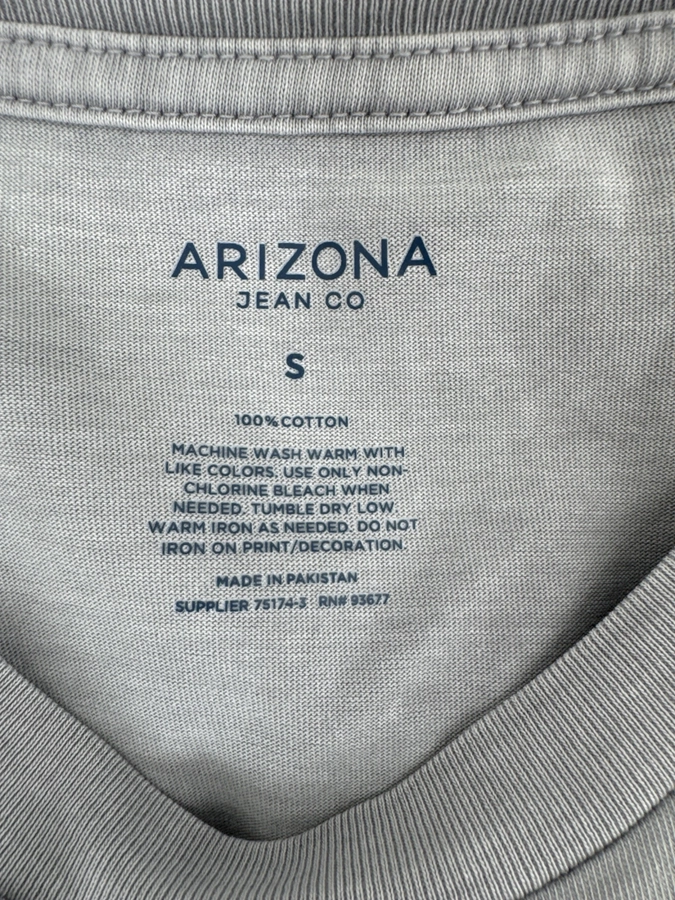 ARIZONA
JEAN CO
S
100% COTTON
MACHINE WASH WARM WITH
LIKE COLORS. USE ONLY NON-
CHLORINE BLEACH WHEN
NEEDED. TUMBLE DRY LOW.
WARM IRON AS NEEDED. DO NOT
IRON ON PRINT/DECORATION.
MADE IN PAKISTAN
SUPPLIER 75174-3 RN# 93677